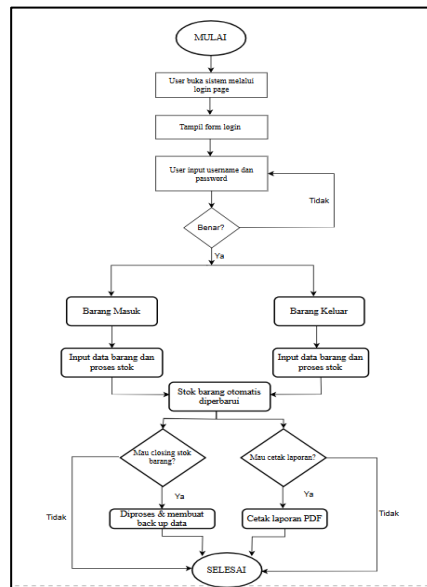 MULAI
User buka sistem melalui
login page
Tampil form login
User input username dan
password
Tidak
Benar?
Ya
Barang Masuk
Barang Keluar
Input data barang dan
proses stok
Input data barang dan
proses stok
Stok barang otomatis
diperbarui
Mau closing stok
barang?
Mau cetak laporan?
Ya
Ya
Tidak
Tidak
Diproses & membuat
back up data
Cetak laporan PDF
SELESAI